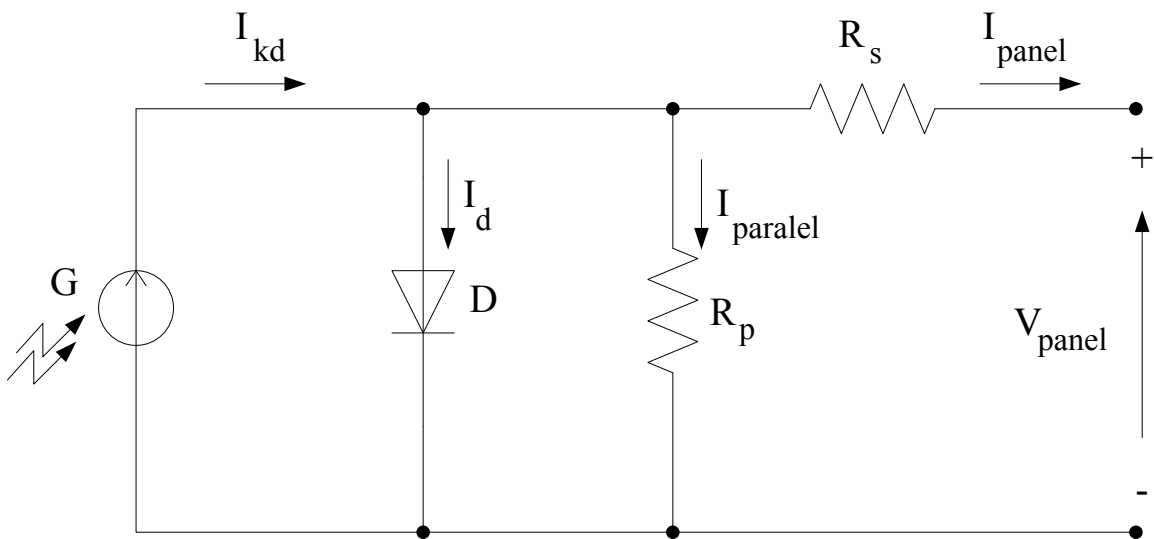 I_kd
R_s
I_panel
+
I_d
I_paralel
G
D
R_p
V_panel
-